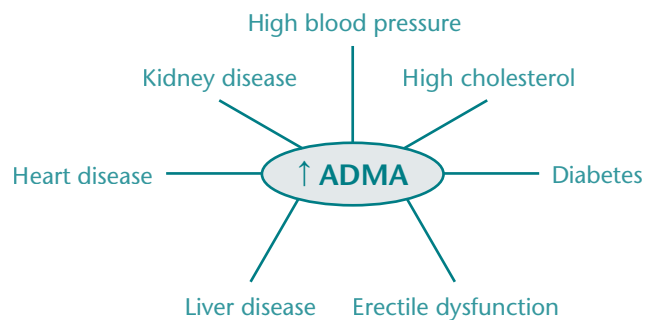 High blood pressure
Kidney disease
High cholesterol
Heart disease
↑ ADMA
Diabetes
Liver disease
Erectile dysfunction